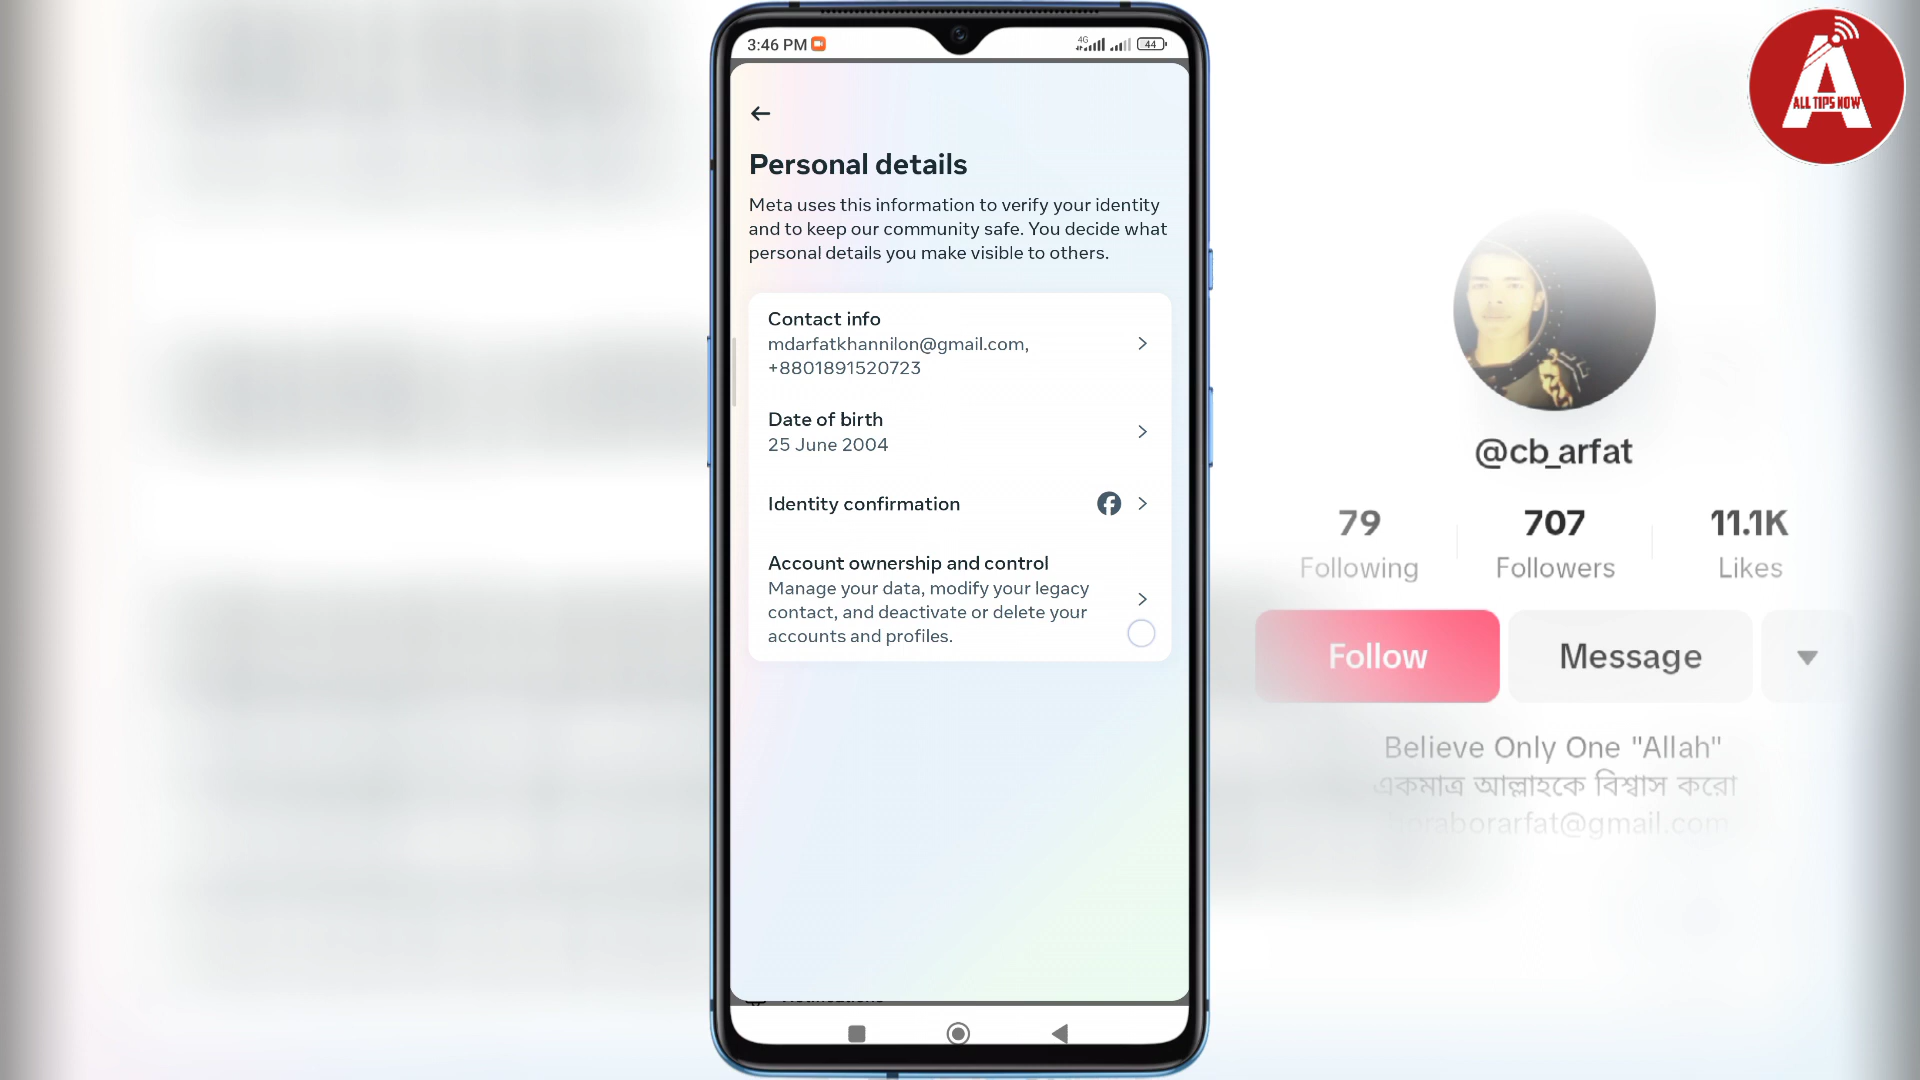 3:46 PM
4G
44
ALL TIPS NOW
Personal details
Meta uses this information to verify your identity
and to keep our community safe. You decide what
personal details you make visible to others.
Contact info
mdarfatkhannilon@gmail.com,
+8801891520723
Date of birth
25 June 2004
Identity confirmation
Account ownership and control
Manage your data, modify your legacy
contact, and deactivate or delete your
accounts and profiles.
@cb_arfat
79
707
11.1K
Following
Followers
Likes
Follow
Message
Believe Only One "Allah"
একমাত্র আল্লাহকে বিশ্বাস করো